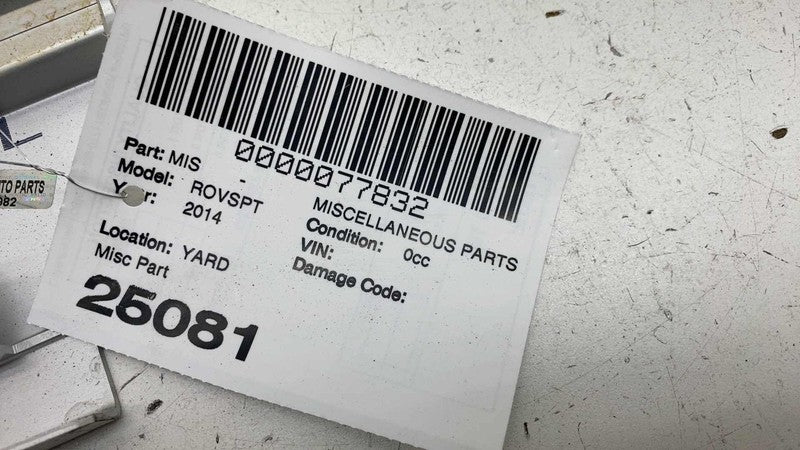 0000077832
Part: MIS - MISCELLANEOUS PARTS
Model: ROVSPT Condition: 0cc
Year: 2014 VIN:
Damage Code:
Location: YARD
Misc Part
25081
TO PARTS
082